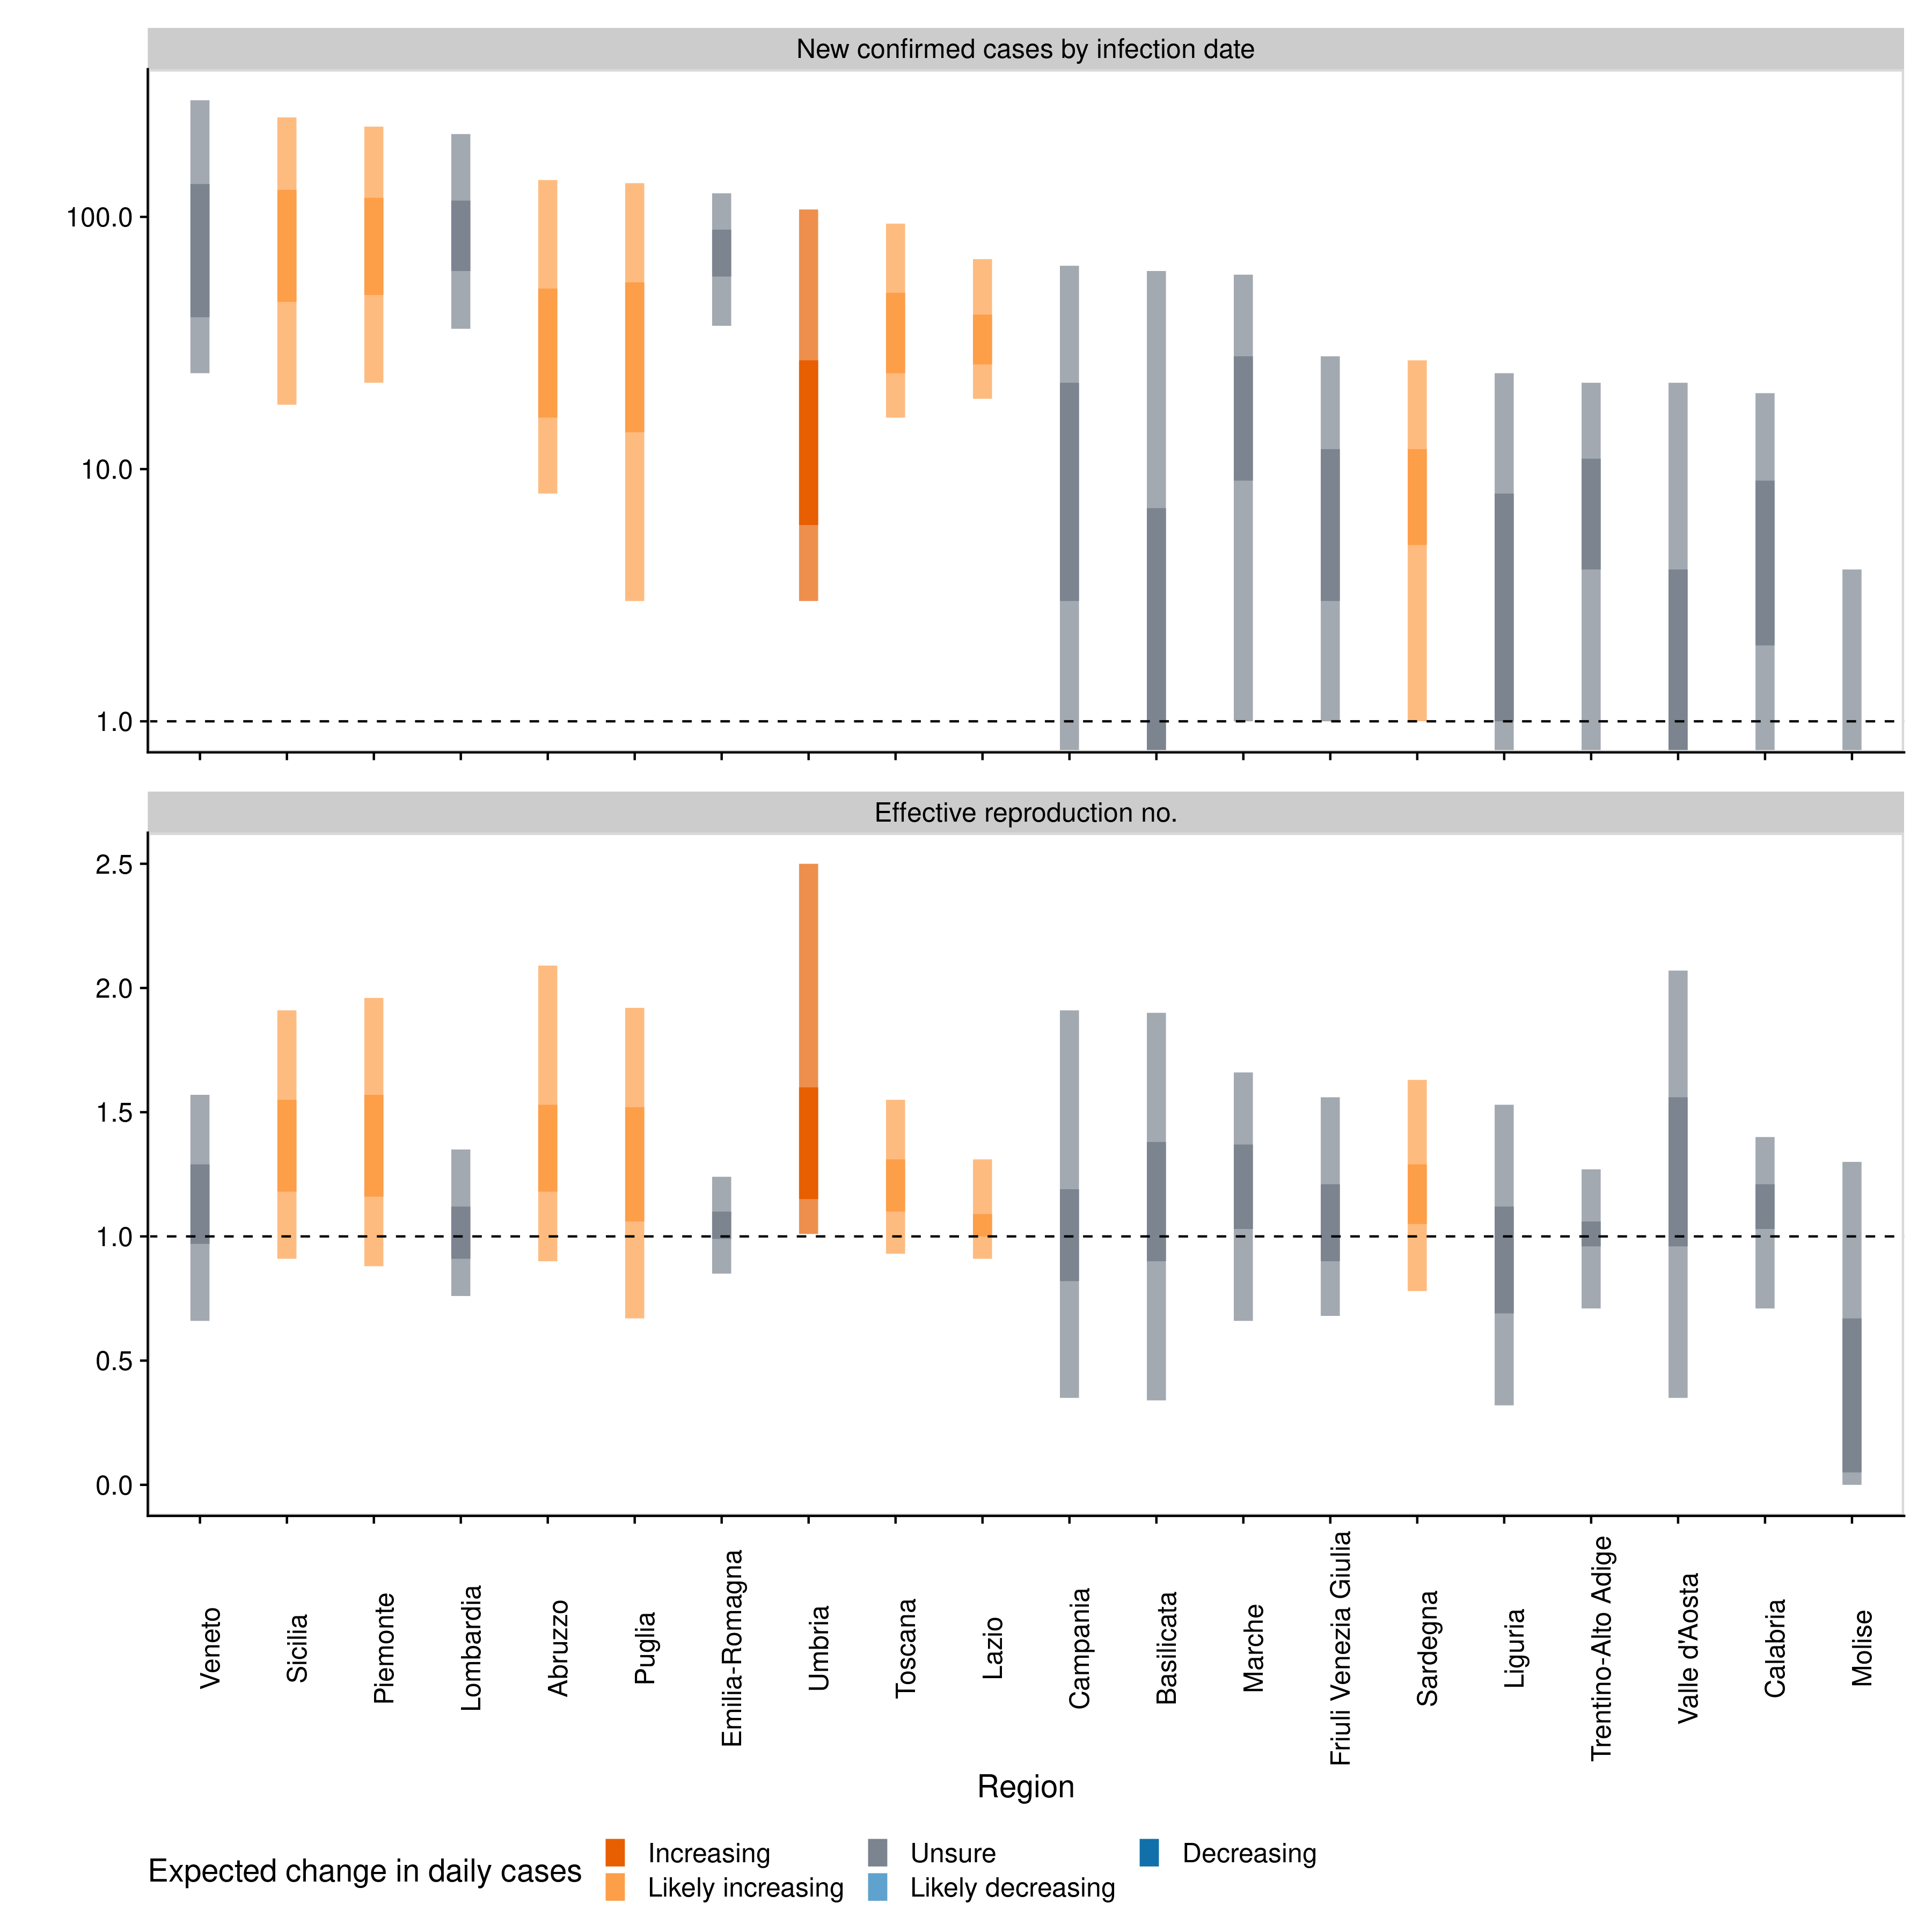 New confirmed cases by infection date
100.0
10.0
1.0
Effective reproduction no.
2.5
2.0
1.5
1.0
0.5
0.0
Veneto
Sicilia
Piemonte
Lombardia
Abruzzo
Puglia
Emilia-Romagna
Umbria
Toscana
Lazio
Campania
Basilicata
Marche
Friuli Venezia Giulia
Sardegna
Liguria
Trentino-Alto Adige
Valle d'Aosta
Calabria
Molise
Region
Expected change in daily cases
Increasing
Likely increasing
Unsure
Likely decreasing
Decreasing